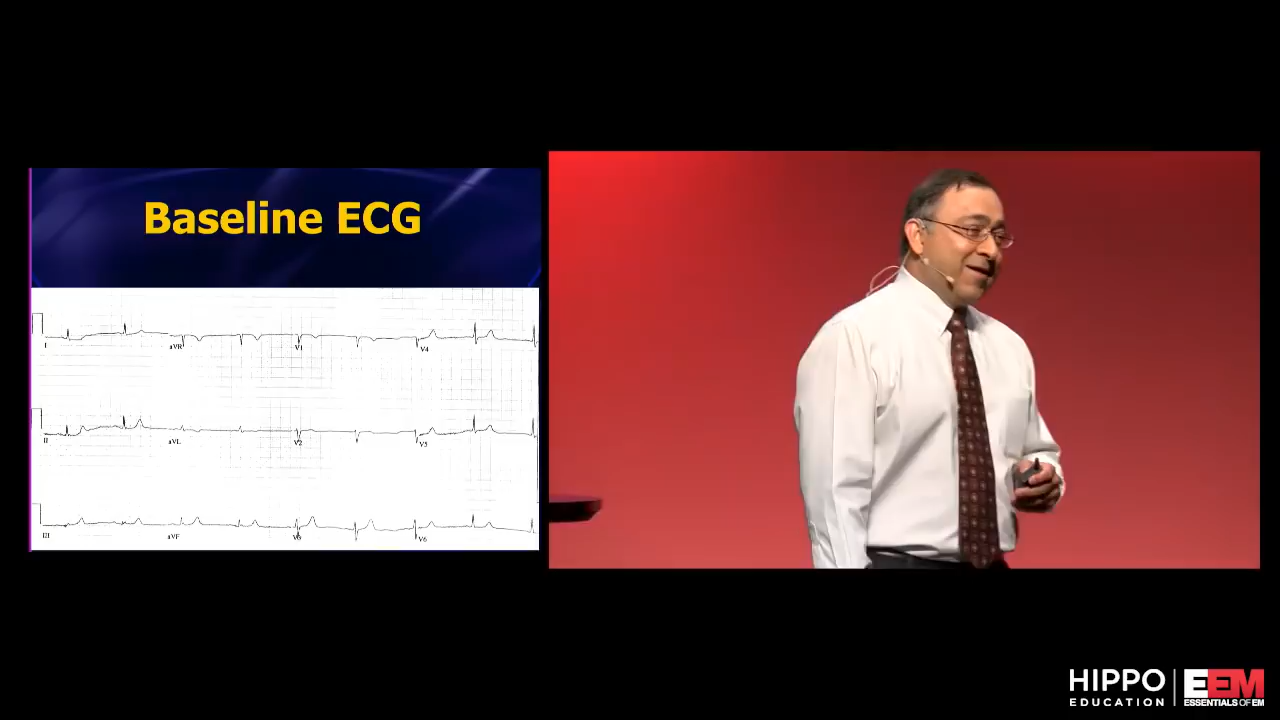 Baseline ECG
I aVR V1 V4
II aVL V2 V5
III aVF V3 V6
HIPPO EEM
EDUCATION ESSENTIALS OF EM